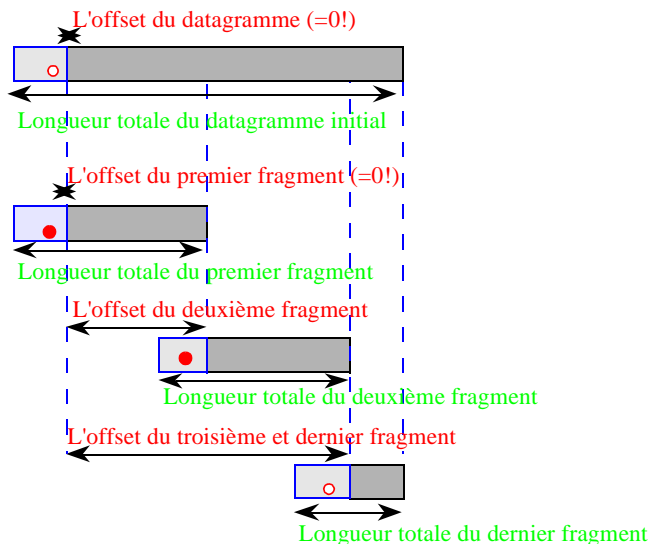 L'offset du datagramme (=0!)
Longueur totale du datagramme initial
L'offset du premier fragment (=0!)
Longueur totale du premier fragment
L'offset du deuxième fragment
Longueur totale du deuxième fragment
L'offset du troisième et dernier fragment
Longueur totale du dernier fragment